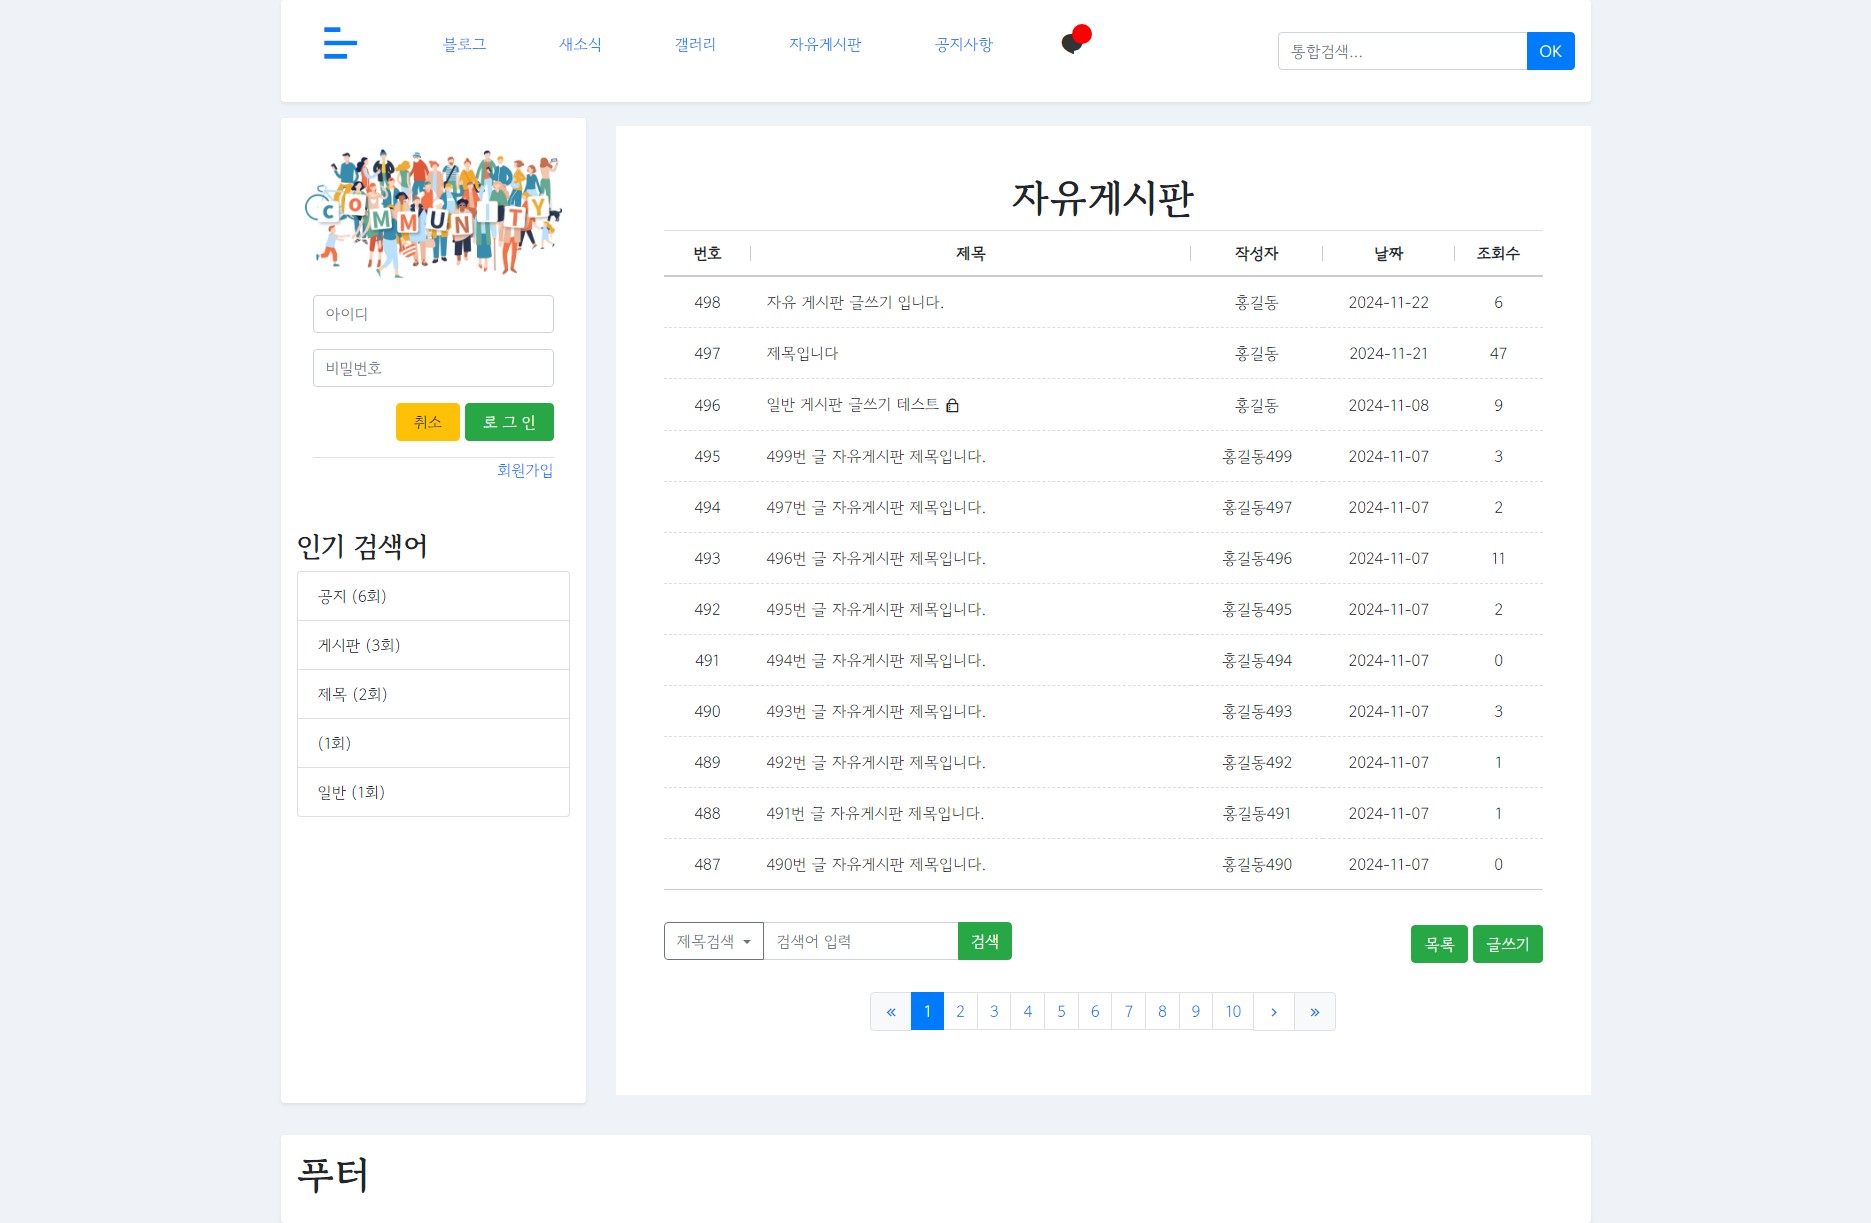 블로그 새소식 갤러리 자유게시판 공지사항 통합검색... OK
COMMUNITY
아이디
비밀번호
취소 로 그 인
회원가입
인기 검색어
공지 (6회)
게시판 (3회)
제목 (2회)
(1회)
일반 (1회)
자유게시판
번호 제목 작성자 날짜 조회수
498 자유 게시판 글쓰기 입니다. 홍길동 2024-11-22 6
497 제목입니다 홍길동 2024-11-21 47
496 일반 게시판 글쓰기 테스트 홍길동 2024-11-08 9
495 499번 글 자유게시판 제목입니다. 홍길동499 2024-11-07 3
494 497번 글 자유게시판 제목입니다. 홍길동497 2024-11-07 2
493 496번 글 자유게시판 제목입니다. 홍길동496 2024-11-07 11
492 495번 글 자유게시판 제목입니다. 홍길동495 2024-11-07 2
491 494번 글 자유게시판 제목입니다. 홍길동494 2024-11-07 0
490 493번 글 자유게시판 제목입니다. 홍길동493 2024-11-07 3
489 492번 글 자유게시판 제목입니다. 홍길동492 2024-11-07 1
488 491번 글 자유게시판 제목입니다. 홍길동491 2024-11-07 1
487 490번 글 자유게시판 제목입니다. 홍길동490 2024-11-07 0
제목검색 검색어 입력 검색 목록 글쓰기
« 1 2 3 4 5 6 7 8 9 10 › »
푸터